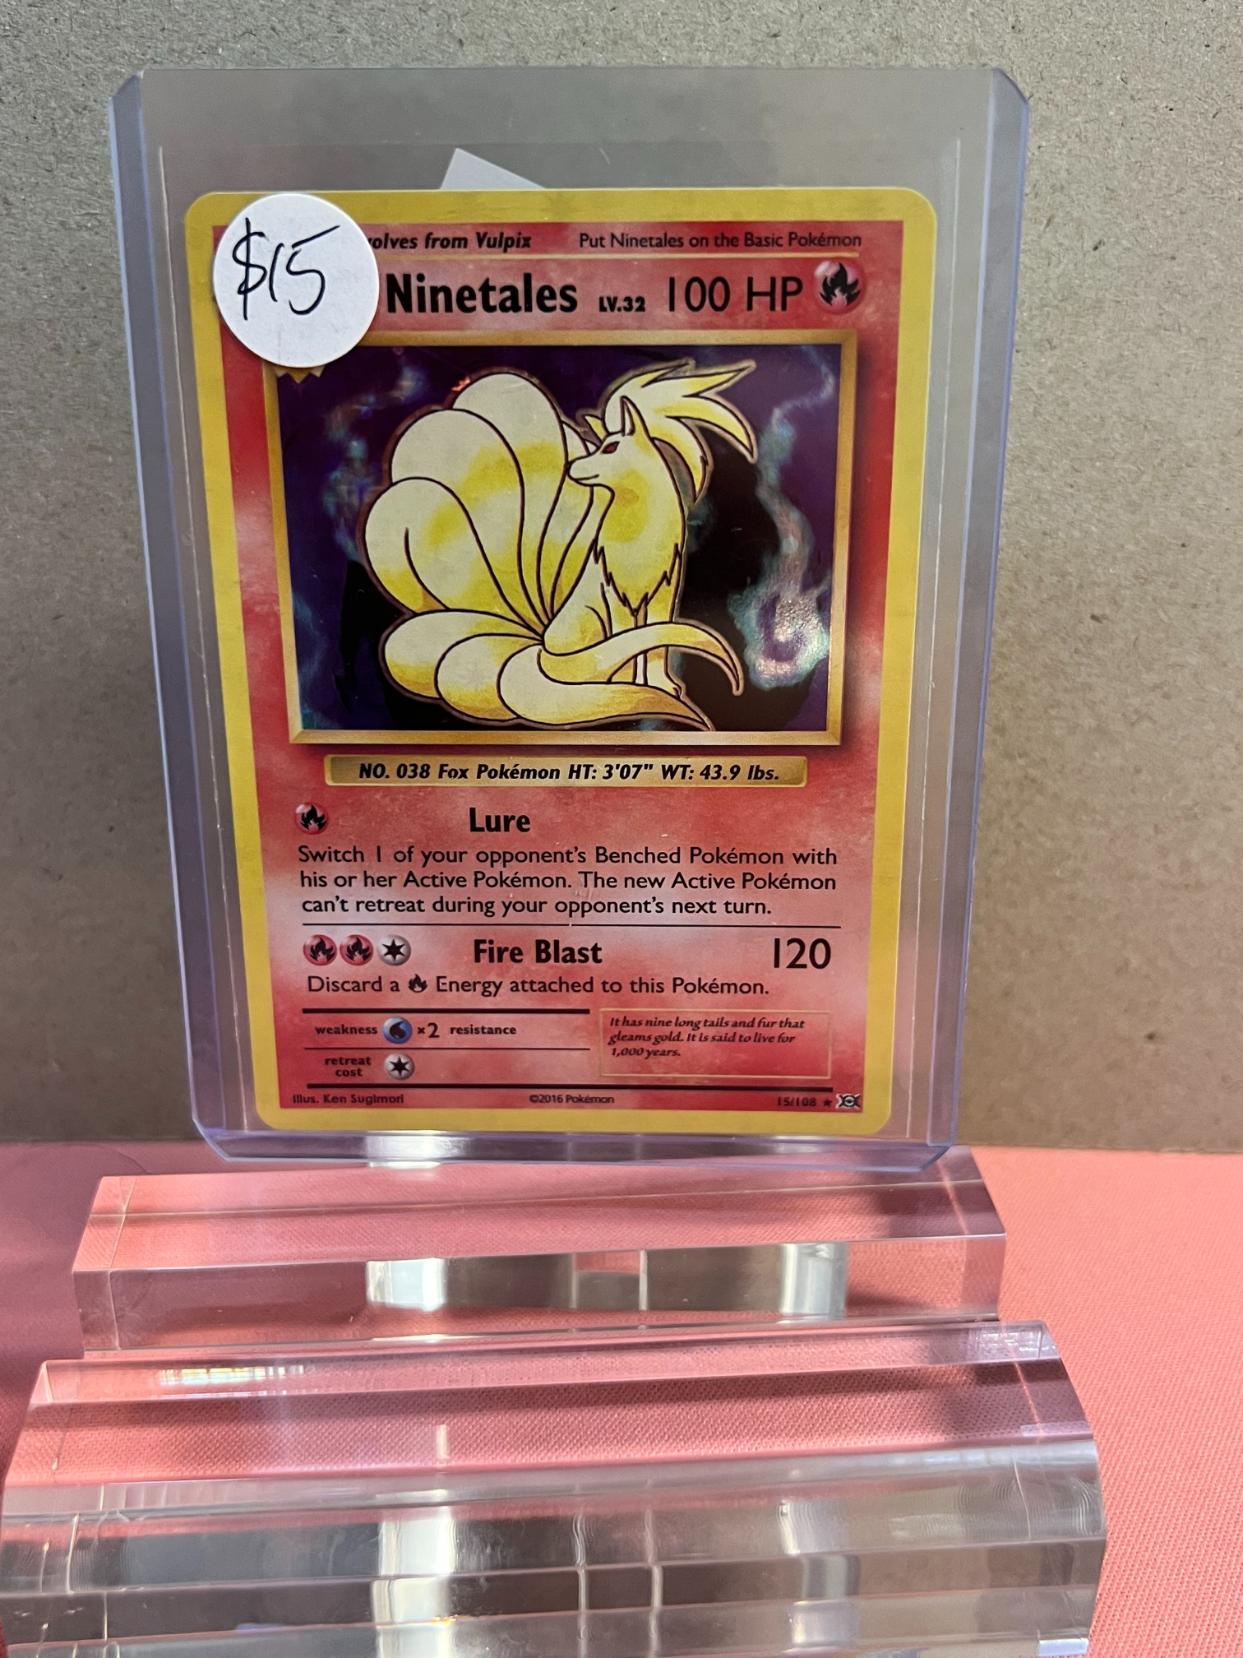 $15
volves from Vulpix Put Ninetales on the Basic Pokémon
Ninetales LV.32 100 HP
NO. 038 Fox Pokémon HT: 3'07" WT: 43.9 lbs.
Lure
Switch 1 of your opponent's Benched Pokémon with
his or her Active Pokémon. The new Active Pokémon
can't retreat during your opponent's next turn.
Fire Blast 120
Discard a Energy attached to this Pokémon.
weakness ×2 resistance
retreat
cost
It has nine long tails and fur that
gleams gold. It is said to live for
1,000 years.
Illus. Ken Sugimori ©2016 Pokémon 15/108 ★